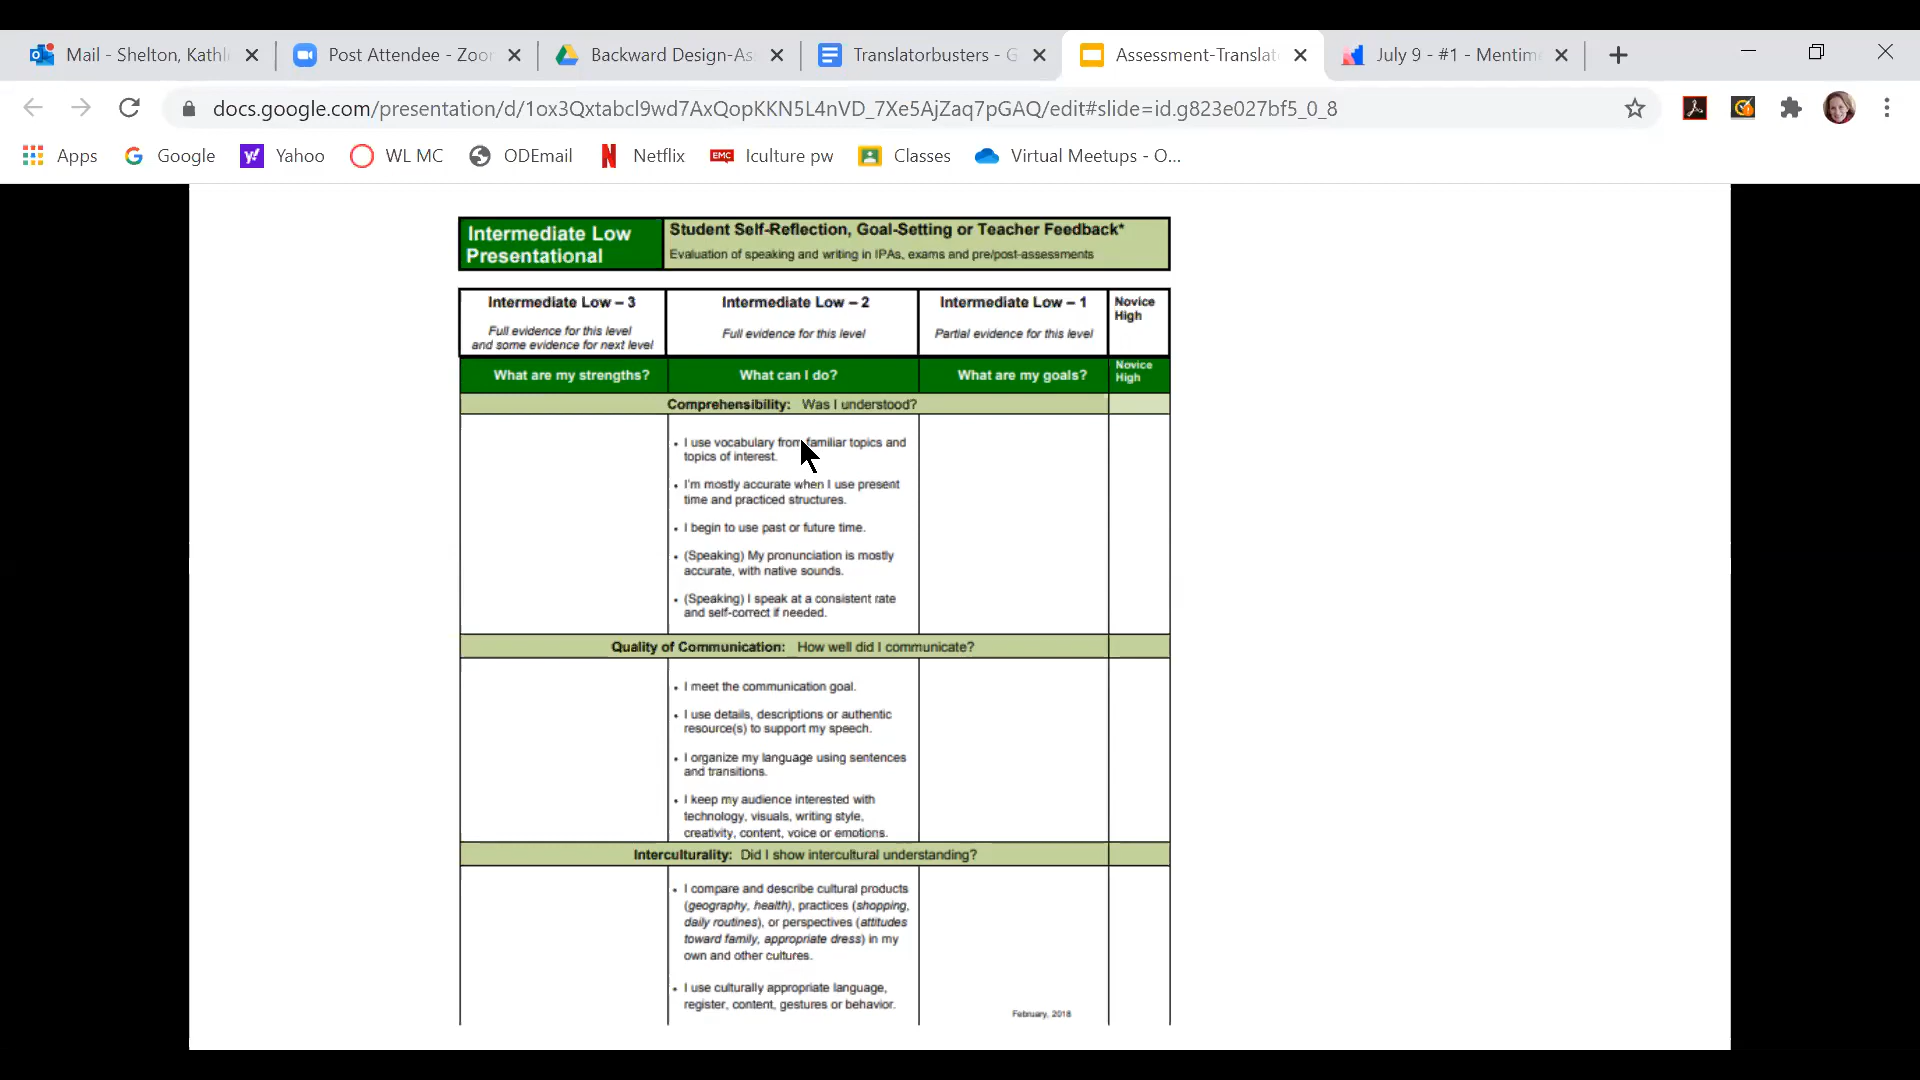 Mail - Shelton, Kathl
Post Attendee - Zoo
Backward Design-As
Translatorbusters - G
Assessment-Translat
July 9 - #1 - Mentim
docs.google.com/presentation/d/1ox3Qxtabcl9wd7AxQopKKN5L4nVD_7Xe5AjZaq7pGAQ/edit#slide=id.g823e027bf5_0_8
Apps
Google
Yahoo
WL MC
ODEmail
Netflix
EMC
Iculture pw
Classes
Virtual Meetups - O...
Intermediate Low
Presentational
Student Self-Reflection, Goal-Setting or Teacher Feedback*
Evaluation of speaking and writing in IPAs, exams and pre/post-assessments
Intermediate Low – 3
Full evidence for this level
and some evidence for next level
Intermediate Low – 2
Full evidence for this level
Intermediate Low – 1
Partial evidence for this level
Novice
High
What are my strengths?
What can I do?
What are my goals?
Novice
High
Comprehensibility: Was I understood?
• I use vocabulary from familiar topics and
topics of interest.
• I'm mostly accurate when I use present
time and practiced structures.
• I begin to use past or future time.
• (Speaking) My pronunciation is mostly
accurate, with native sounds.
• (Speaking) I speak at a consistent rate
and self-correct if needed.
Quality of Communication: How well did I communicate?
• I meet the communication goal.
• I use details, descriptions or authentic
resource(s) to support my speech.
• I organize my language using sentences
and transitions.
• I keep my audience interested with
technology, visuals, writing style,
creativity, content, voice or emotions.
Interculturality: Did I show intercultural understanding?
• I compare and describe cultural products
(geography, health), practices (shopping,
daily routines), or perspectives (attitudes
toward family, appropriate dress) in my
own and other cultures.
• I use culturally appropriate language,
register, content, gestures or behavior.
February, 2018